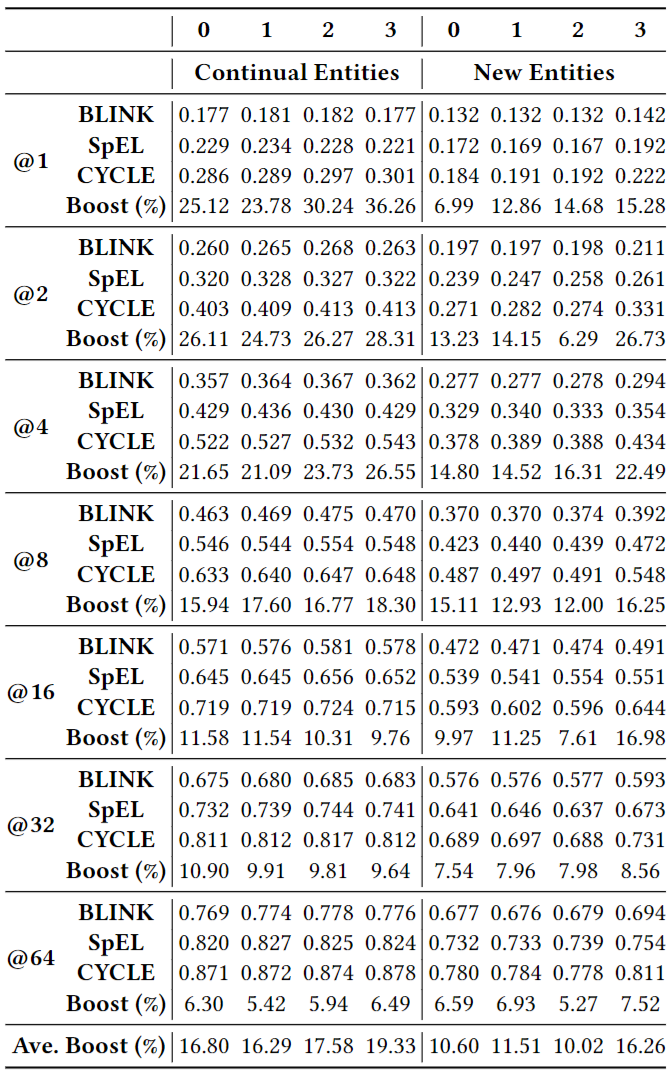 0 1 2 3 0 1 2 3
Continual Entities New Entities
BLINK 0.177 0.181 0.182 0.177 0.132 0.132 0.132 0.142
SpEL 0.229 0.234 0.228 0.221 0.172 0.169 0.167 0.192
@1
CYCLE 0.286 0.289 0.297 0.301 0.184 0.191 0.192 0.222
Boost (%) 25.12 23.78 30.24 36.26 6.99 12.86 14.68 15.28
BLINK 0.260 0.265 0.268 0.263 0.197 0.197 0.198 0.211
SpEL 0.320 0.328 0.327 0.322 0.239 0.247 0.258 0.261
@2
CYCLE 0.403 0.409 0.413 0.413 0.271 0.282 0.274 0.331
Boost (%) 26.11 24.73 26.27 28.31 13.23 14.15 6.29 26.73
BLINK 0.357 0.364 0.367 0.362 0.277 0.277 0.278 0.294
SpEL 0.429 0.436 0.430 0.429 0.329 0.340 0.333 0.354
@4
CYCLE 0.522 0.527 0.532 0.543 0.378 0.389 0.388 0.434
Boost (%) 21.65 21.09 23.73 26.55 14.80 14.52 16.31 22.49
BLINK 0.463 0.469 0.475 0.470 0.370 0.370 0.374 0.392
SpEL 0.546 0.544 0.554 0.548 0.423 0.440 0.439 0.472
@8
CYCLE 0.633 0.640 0.647 0.648 0.487 0.497 0.491 0.548
Boost (%) 15.94 17.60 16.77 18.30 15.11 12.93 12.00 16.25
BLINK 0.571 0.576 0.581 0.578 0.472 0.471 0.474 0.491
SpEL 0.645 0.645 0.656 0.652 0.539 0.541 0.554 0.551
@16
CYCLE 0.719 0.719 0.724 0.715 0.593 0.602 0.596 0.644
Boost (%) 11.58 11.54 10.31 9.76 9.97 11.25 7.61 16.98
BLINK 0.675 0.680 0.685 0.683 0.576 0.576 0.577 0.593
SpEL 0.732 0.739 0.744 0.741 0.641 0.646 0.637 0.673
@32
CYCLE 0.811 0.812 0.817 0.812 0.689 0.697 0.688 0.731
Boost (%) 10.90 9.91 9.81 9.64 7.54 7.96 7.98 8.56
BLINK 0.769 0.774 0.778 0.776 0.677 0.676 0.679 0.694
SpEL 0.820 0.827 0.825 0.824 0.732 0.733 0.739 0.754
@64
CYCLE 0.871 0.872 0.874 0.878 0.780 0.784 0.778 0.811
Boost (%) 6.30 5.42 5.94 6.49 6.59 6.93 5.27 7.52
Ave. Boost (%) 16.80 16.29 17.58 19.33 10.60 11.51 10.02 16.26